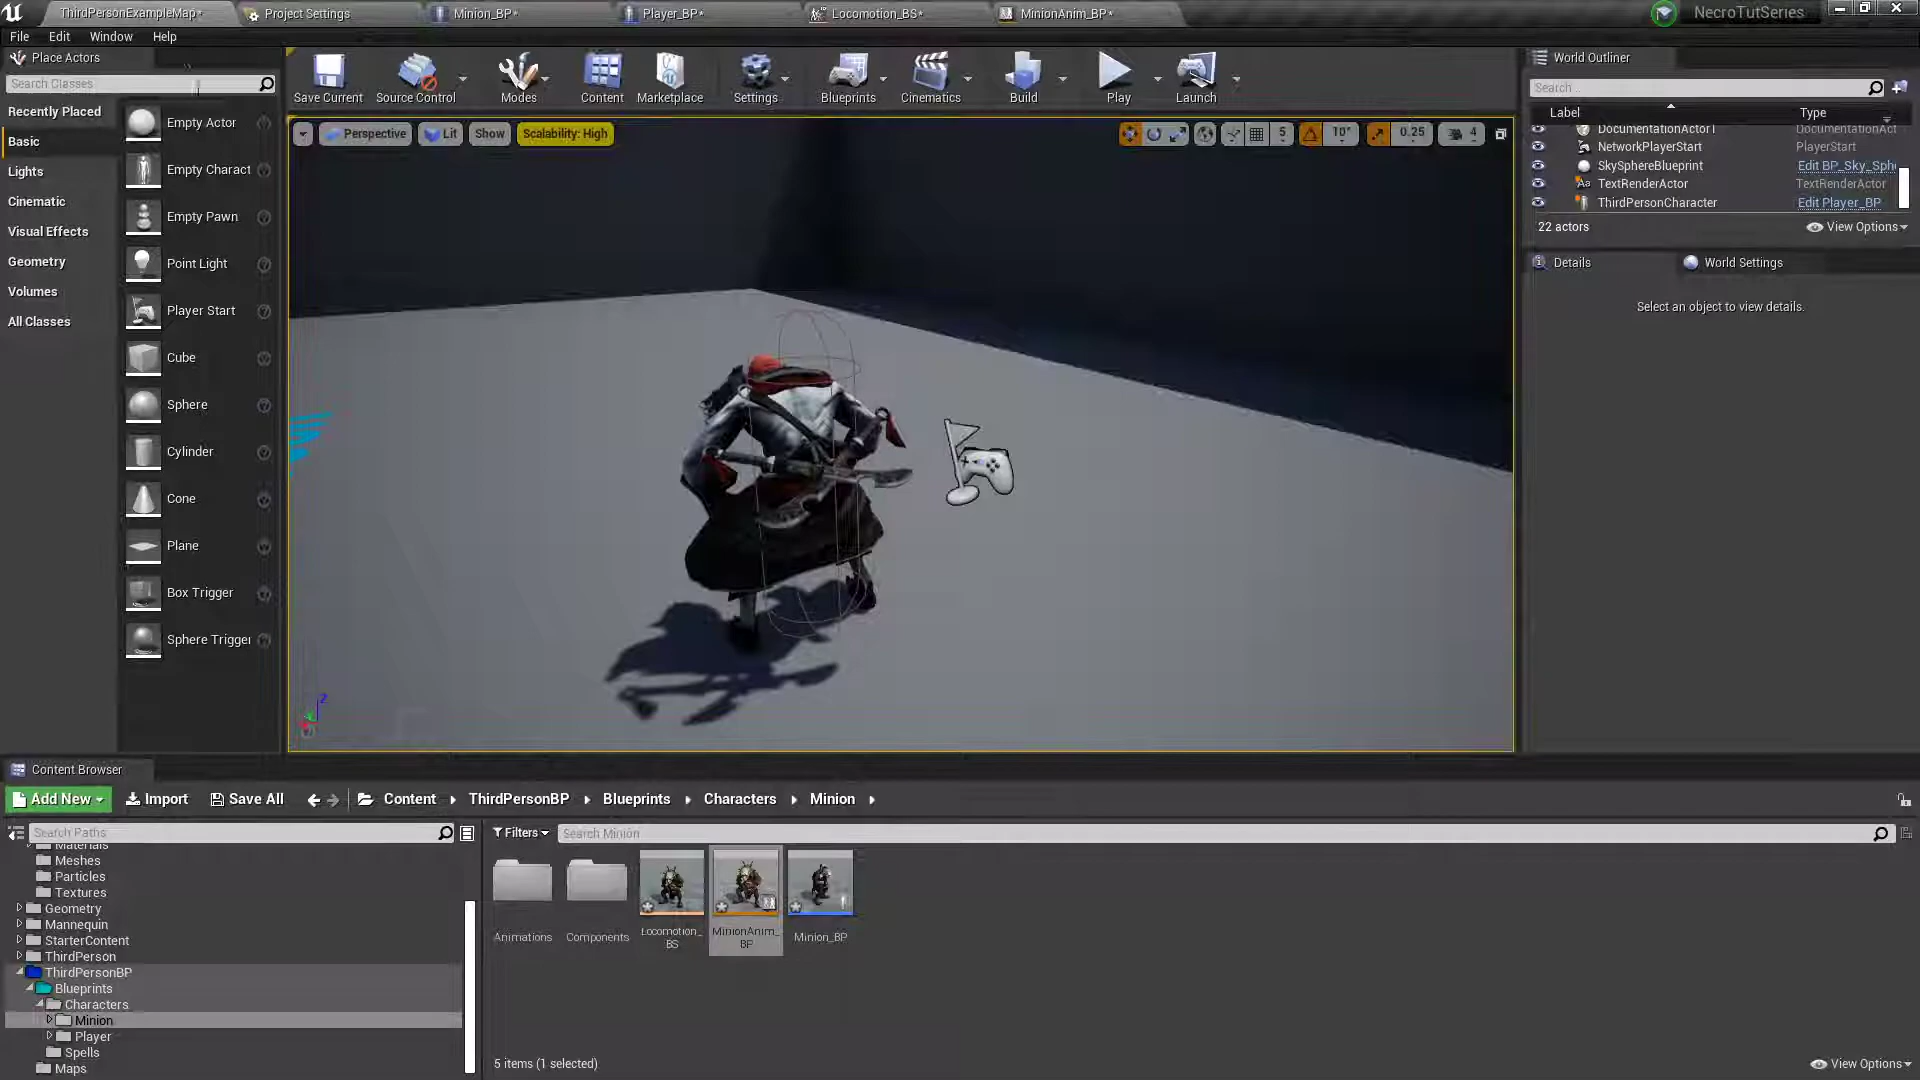 ThirdPersonExampleMap*
Project Settings
Minion_BP*
Player_BP*
Locomotion_BS*
MinionAnim_BP*
NecroTutSeries
File
Edit
Window
Help
Place Actors
Search Classes
Recently Placed
Basic
Lights
Cinematic
Visual Effects
Geometry
Volumes
All Classes
Empty Actor
Empty Charact
Empty Pawn
Point Light
Player Start
Cube
Sphere
Cylinder
Cone
Plane
Box Trigger
Sphere Trigger
Save Current
Source Control
Modes
Content
Marketplace
Settings
Blueprints
Cinematics
Build
Play
Launch
Perspective
Lit
Show
Scalability: High
5
10°
0.25
4
Z
World Outliner
Search...
Label
Type
DocumentationActor1
DocumentationAct
NetworkPlayerStart
PlayerStart
SkySphereBlueprint
Edit BP_Sky_Sph
TextRenderActor
TextRenderActor
ThirdPersonCharacter
Edit Player_BP
22 actors
View Options
Details
World Settings
Select an object to view details.
Content Browser
Add New
Import
Save All
Content
ThirdPersonBP
Blueprints
Characters
Minion
Search Paths
Filters
Search Minion
Materials
Meshes
Particles
Textures
Geometry
Mannequin
StarterContent
ThirdPerson
ThirdPersonBP
Blueprints
Characters
Minion
Player
Spells
Maps
Animations
Components
Locomotion_
BS
MinionAnim_
BP
Minion_BP
5 items (1 selected)
View Options